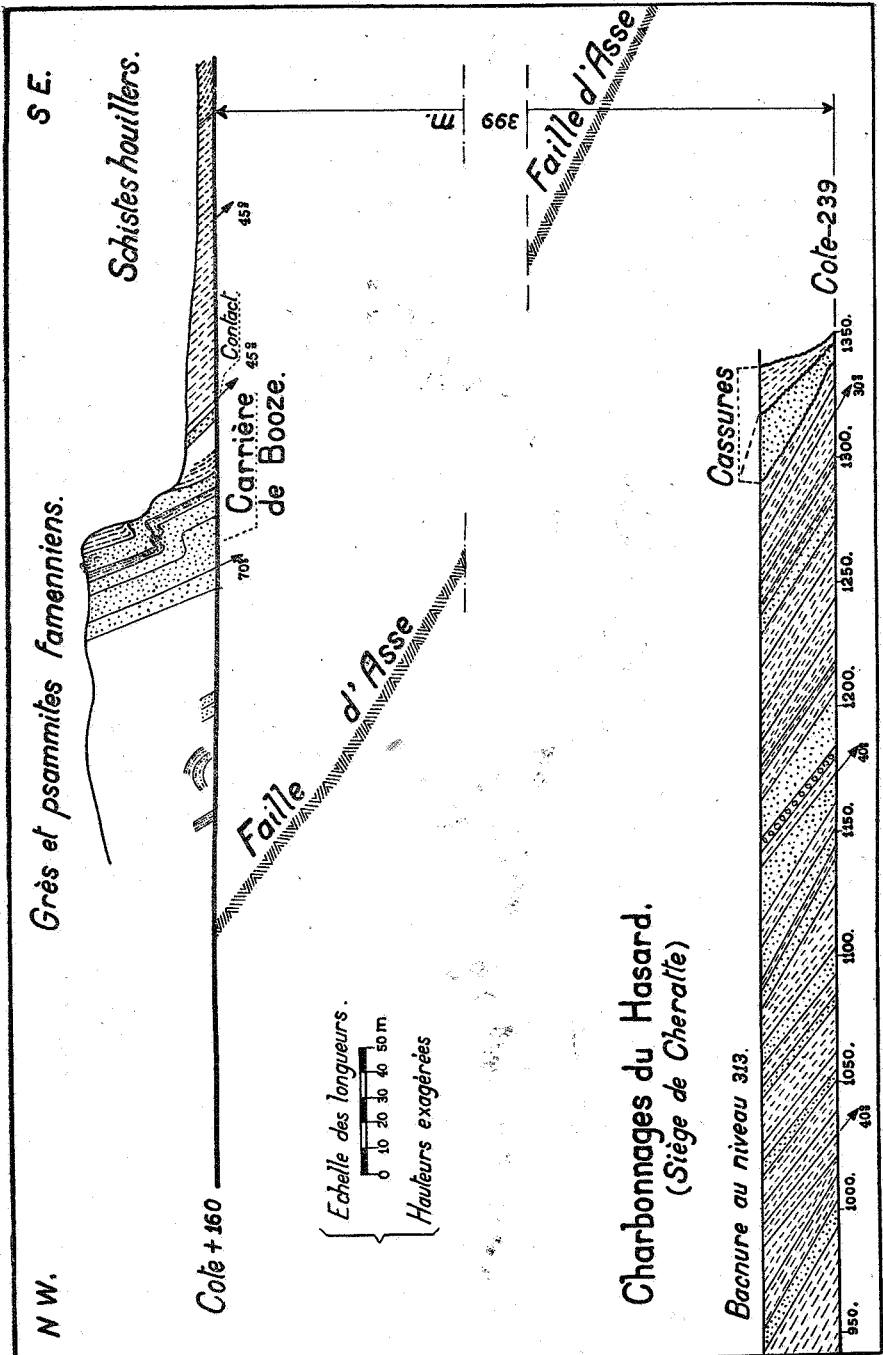 NW.
SE.
Grès et psammites Famenniens.
Schistes houillers.
Cote + 160
70°
Carrière
de Booze.
Contact.
45°
45°
Faille
d'Asse
399
m.
Faille d'Asse
Echelle des longueurs.
0 10 20 30 40 50 m
Hauteurs exagérées
Charbonnages du Hasard.
(Siège de Cheratte)
Bacnure au niveau 313.
Cassures
Cote-239
40°
40°
30°
950. 1000. 1050. 1100. 1150. 1200. 1250. 1300. 1350.